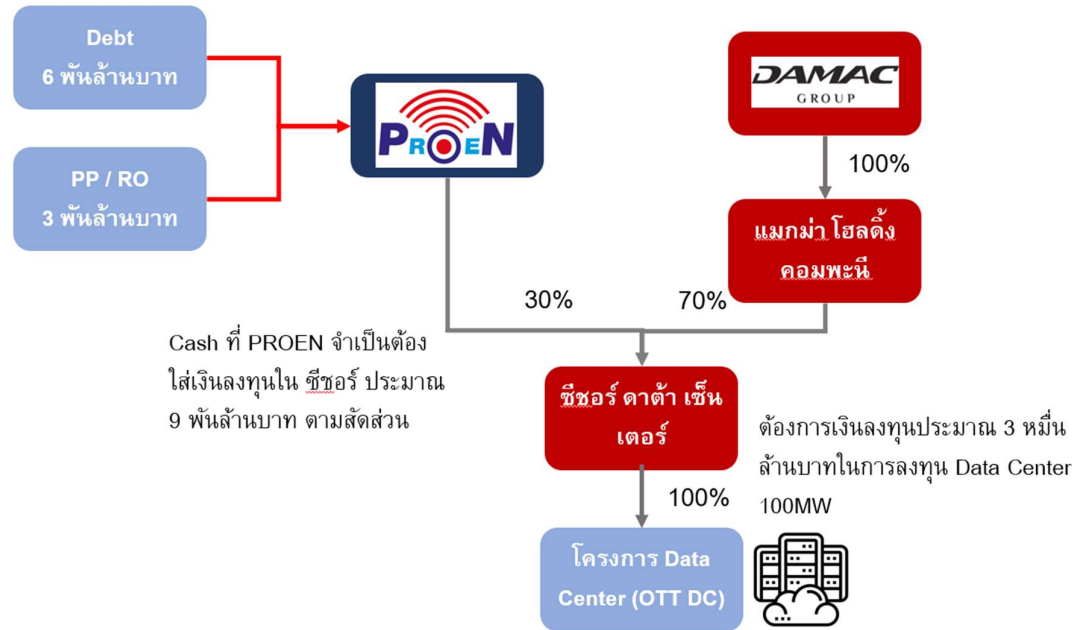 Debt
6 พันล้านบาท
PP / RO
3 พันล้านบาท
PROEN
DAMAC
GROUP
100%
แมกม่า โฮลดิ้ง
คอมพะนี
30%
70%
Cash ที่ PROEN จำเป็นต้อง
ใส่เงินลงทุนใน ซีชอร์ ประมาณ
9 พันล้านบาท ตามสัดส่วน
ซีชอร์ ดาต้า เซ็น
เตอร์
ต้องการเงินลงทุนประมาณ 3 หมื่น
ล้านบาทในการลงทุน Data Center
100MW
100%
โครงการ Data
Center (OTT DC)